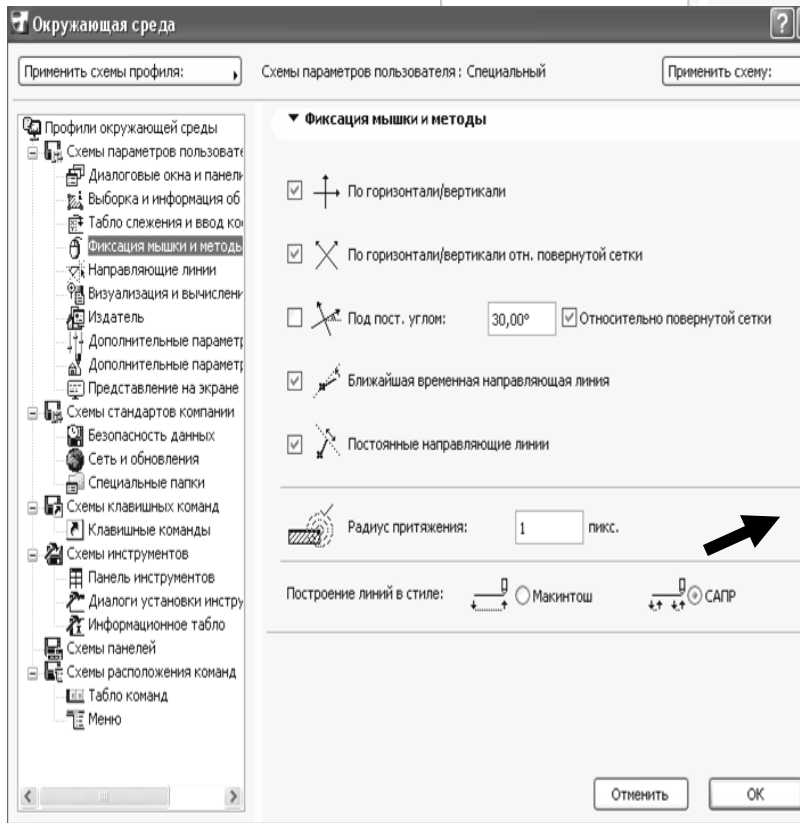 Окружающая среда
?
Применить схемы профиля:
Схемы параметров пользователя : Специальный
Применить схему:
Профили окружающей среды
Схемы параметров пользовате
Диалоговые окна и панели
Выборка и информация об
Табло слежения и ввод ко
Фиксация мышки и методы
Направляющие линии
Визуализация и вычислени
Издатель
Дополнительные параметр
Дополнительные параметр
Представление на экране
Схемы стандартов компании
Безопасность данных
Сеть и обновления
Специальные папки
Схемы клавишных команд
Клавишные команды
Схемы инструментов
Панель инструментов
Диалоги установки инстру
Информационное табло
Схемы панелей
Схемы расположения команд
Табло команд
Меню
Фиксация мышки и методы
По горизонтали/вертикали
По горизонтали/вертикали отн. повернутой сетки
Под пост. углом: 30,00° Относительно повернутой сетки
Ближайшая временная направляющая линия
Постоянные направляющие линии
Радиус притяжения: 1 пикс.
Построение линий в стиле: Макинтош САПР
Отменить OK